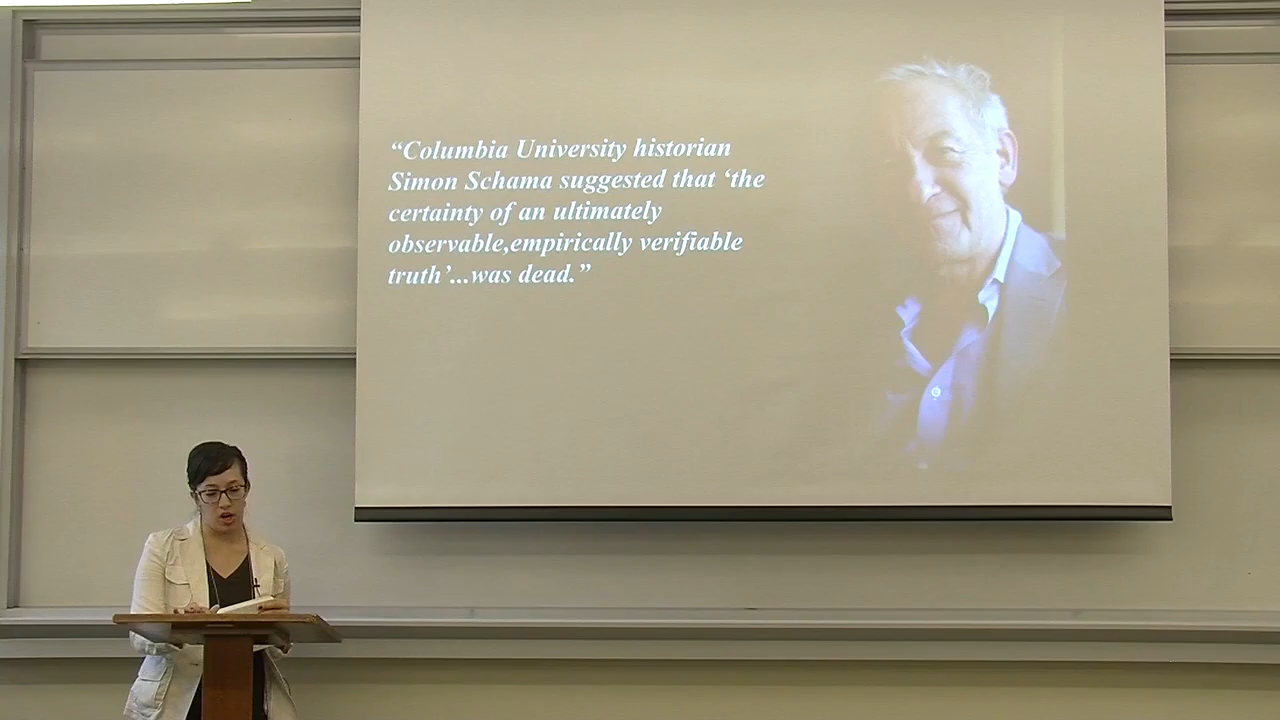 “Columbia University historian
Simon Schama suggested that ‘the
certainty of an ultimately
observable,empirically verifiable
truth’...was dead.”